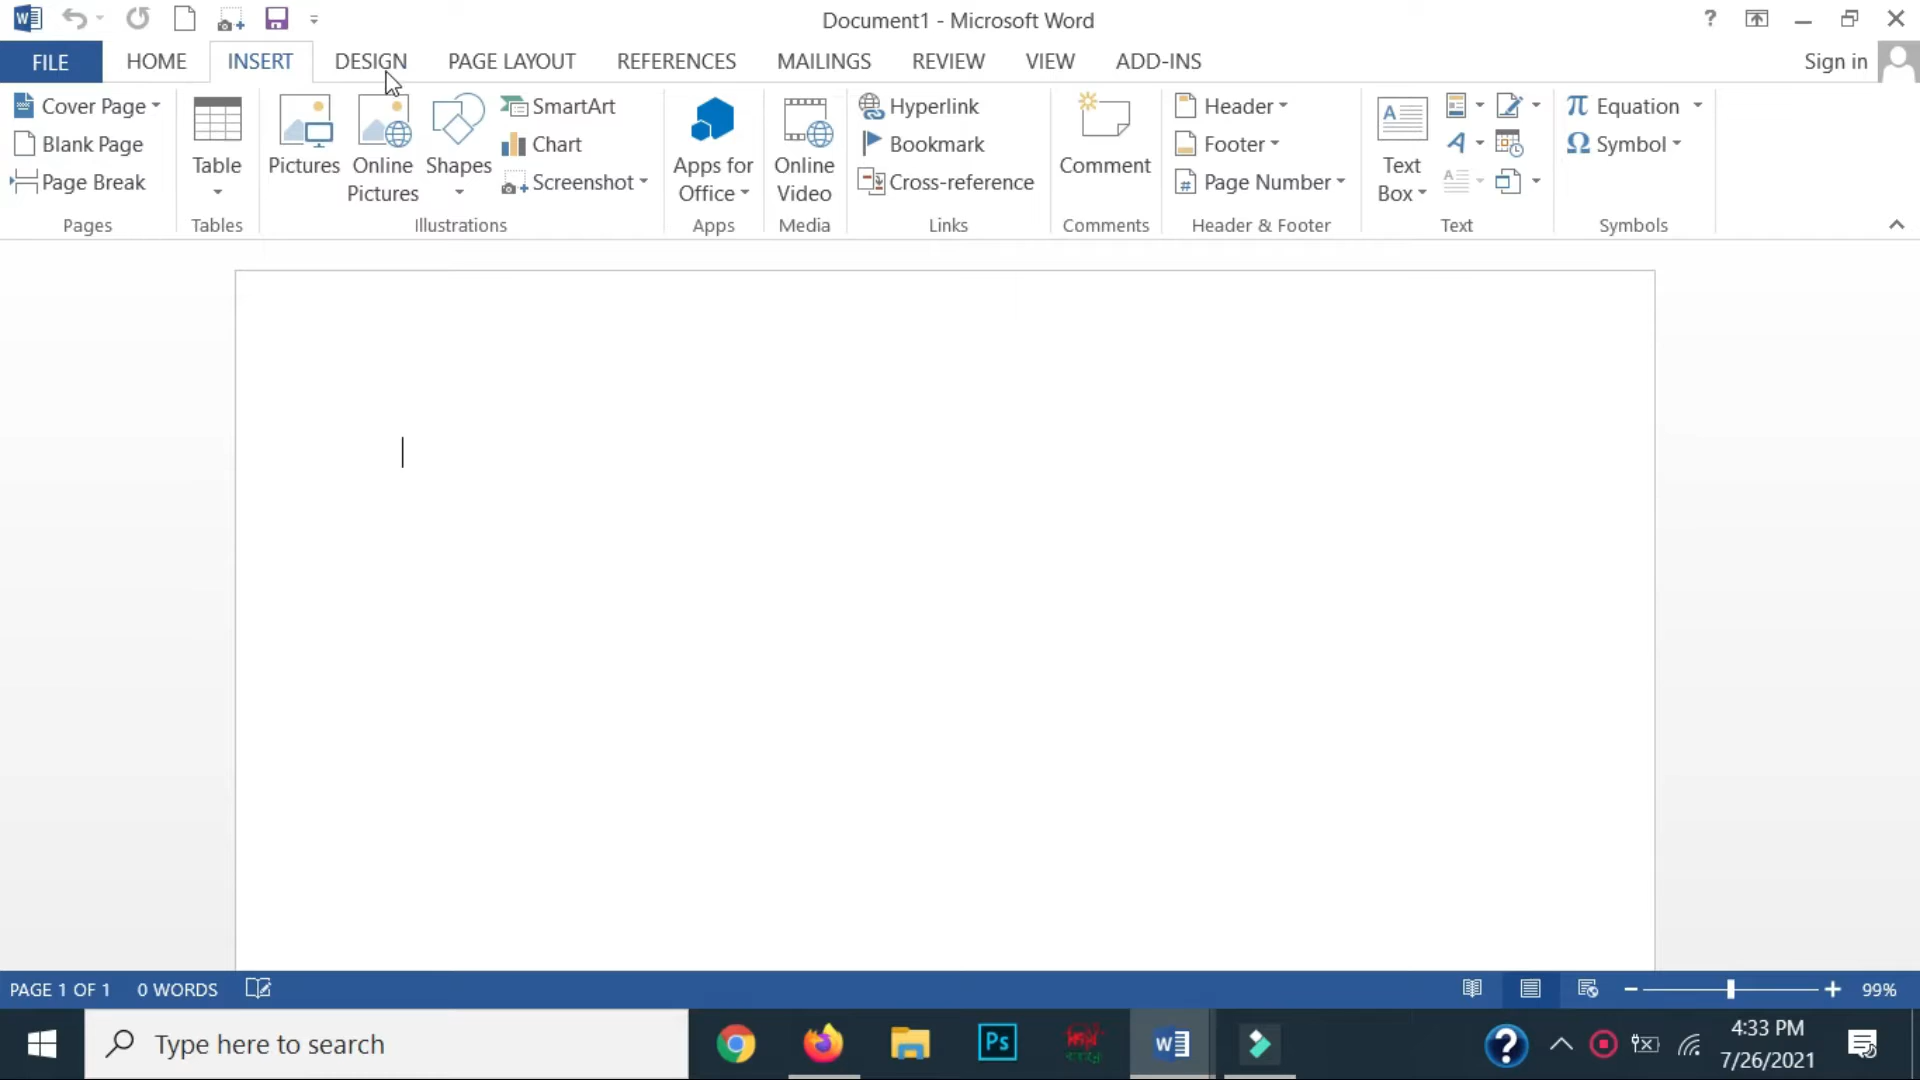 Document1 - Microsoft Word
FILE HOME INSERT DESIGN PAGE LAYOUT REFERENCES MAILINGS REVIEW VIEW ADD-INS Sign in
Cover Page
Blank Page
Page Break
Pages
Table
Tables
Pictures
Online
Pictures
Shapes
SmartArt
Chart
Screenshot
Illustrations
Apps for
Office
Apps
Online
Video
Media
Hyperlink
Bookmark
Cross-reference
Links
Comment
Comments
Header
Footer
Page Number
Header & Footer
Text
Box
Text
Equation
Symbol
Symbols
PAGE 1 OF 1 0 WORDS 99%
Type here to search
Ps
4:33 PM
7/26/2021